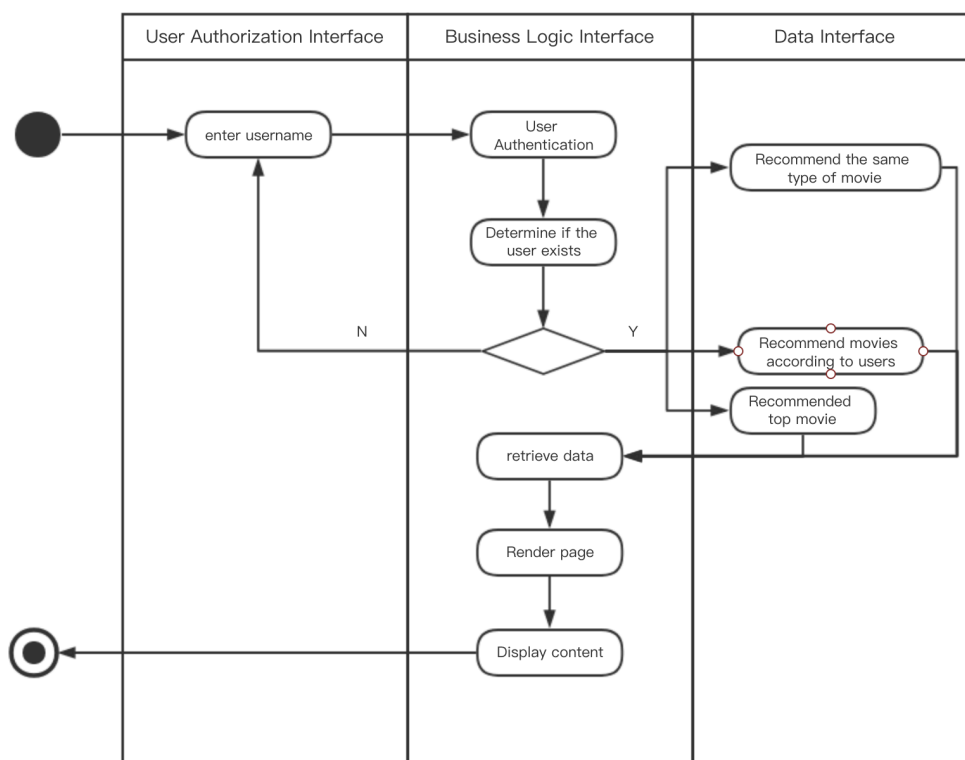 User Authorization Interface
Business Logic Interface
Data Interface
enter username
User
Authentication
Recommend the same
type of movie
Determine if the
user exists
N
Y
Recommend movies
according to users
Recommended
top movie
retrieve data
Render page
Display content